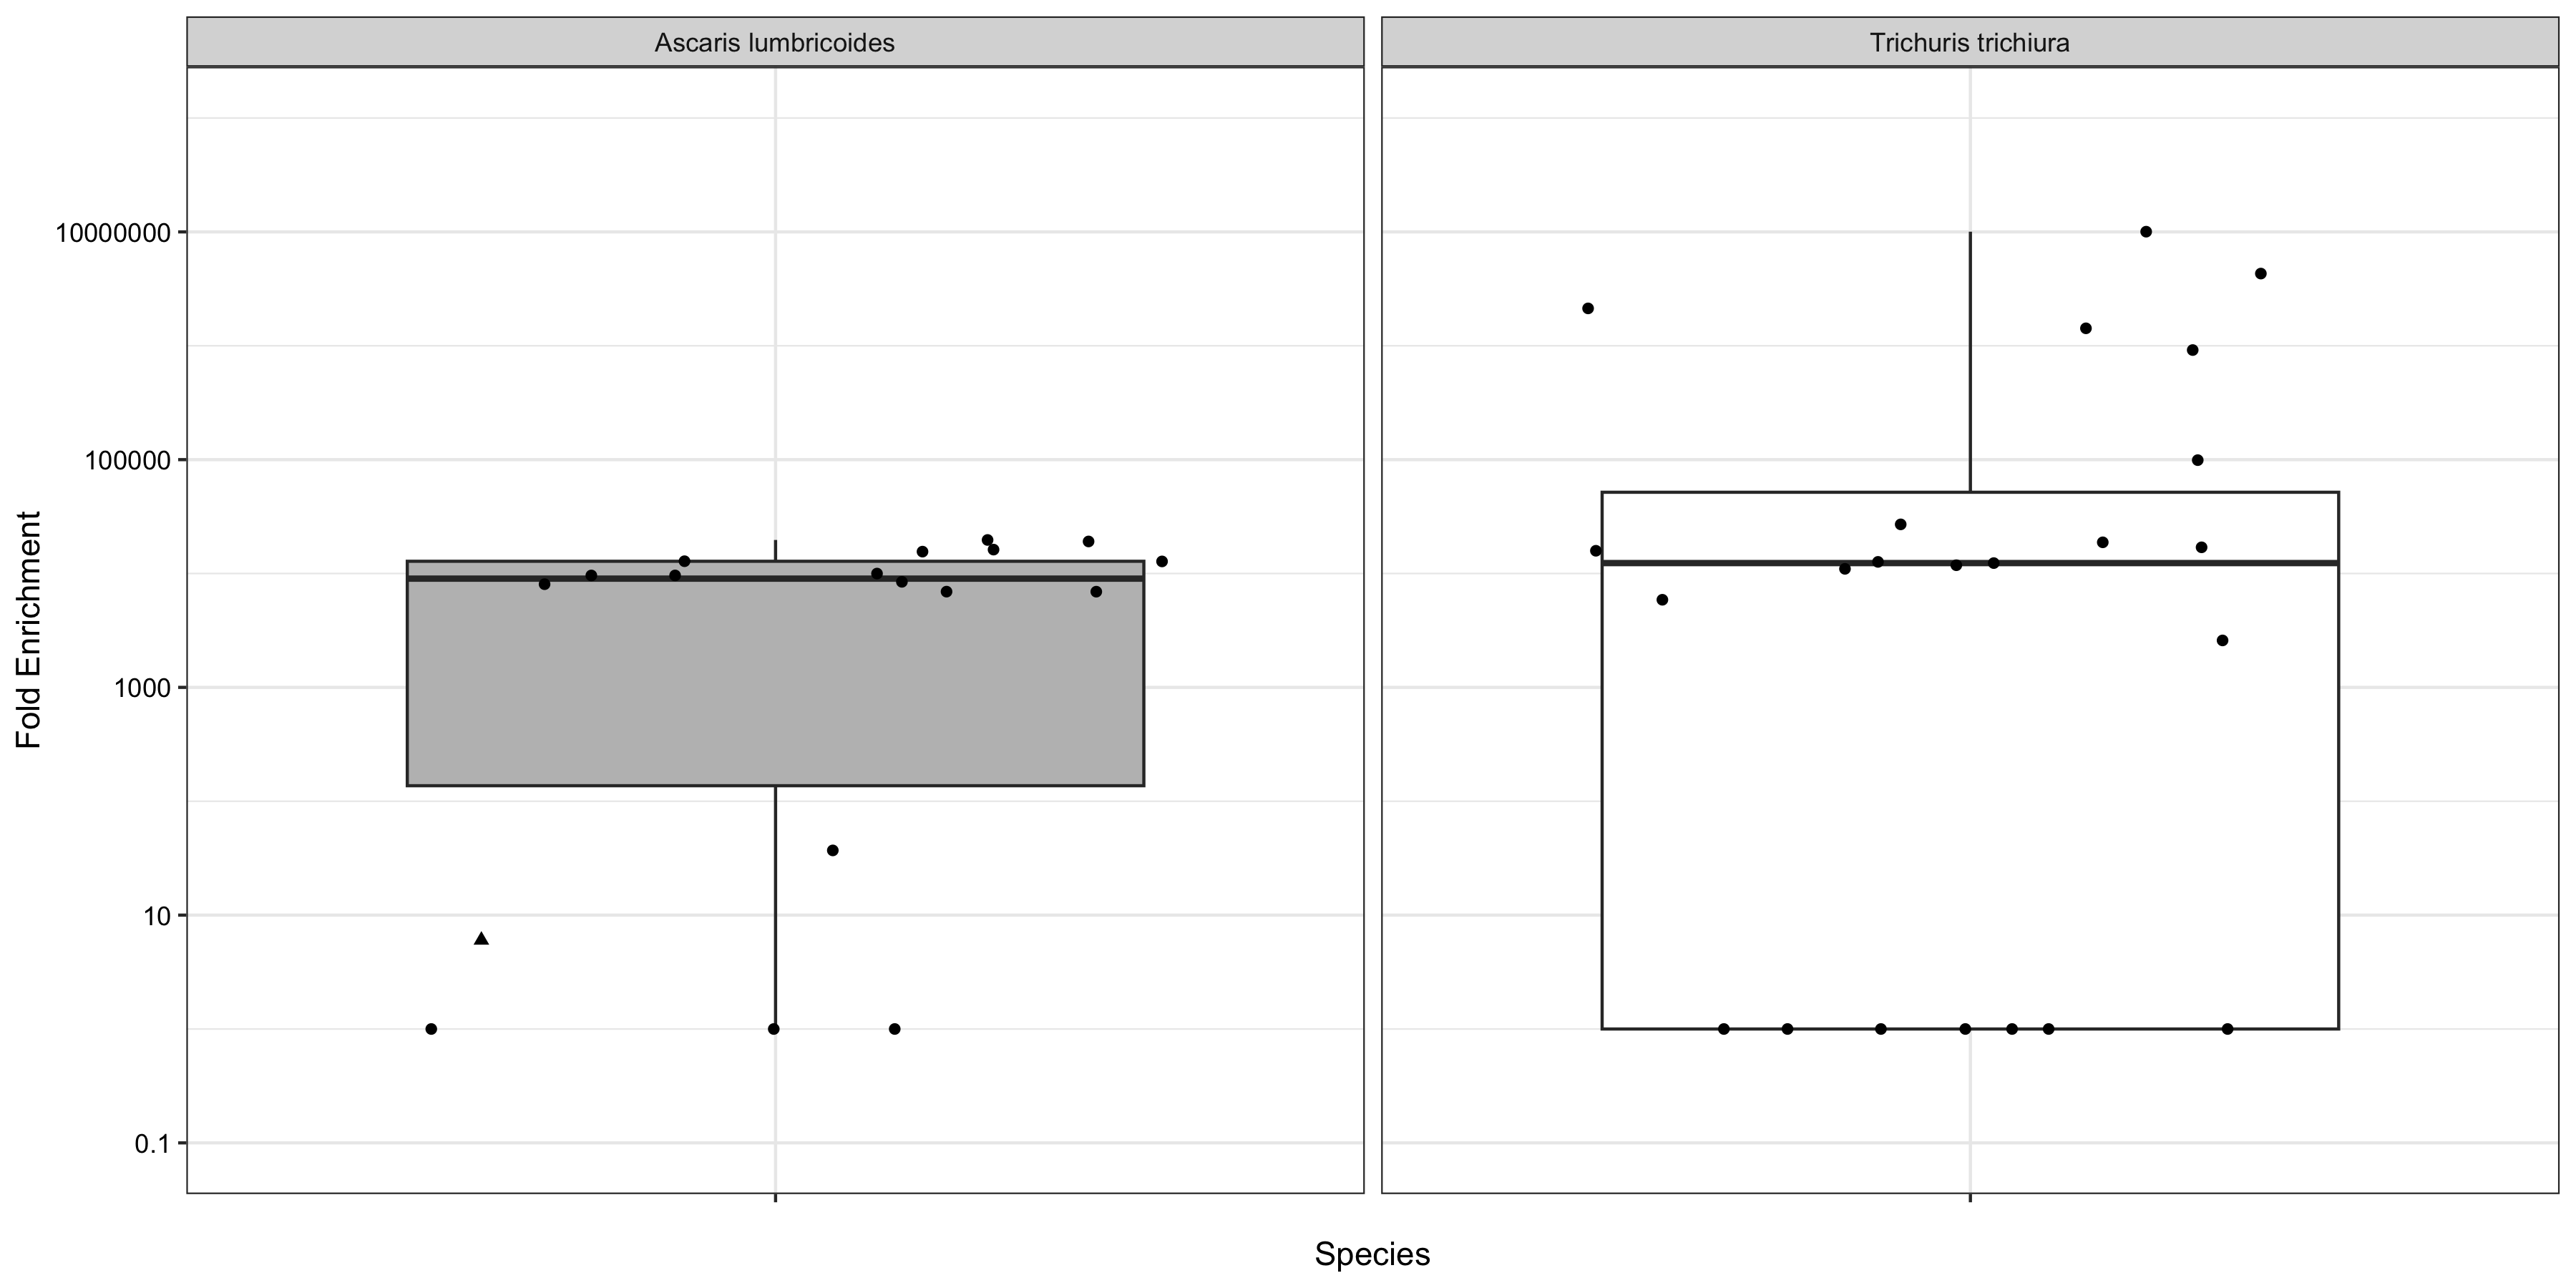 Ascaris lumbricoides
Trichuris trichiura
Fold Enrichment
10000000
100000
1000
10
0.1
Species